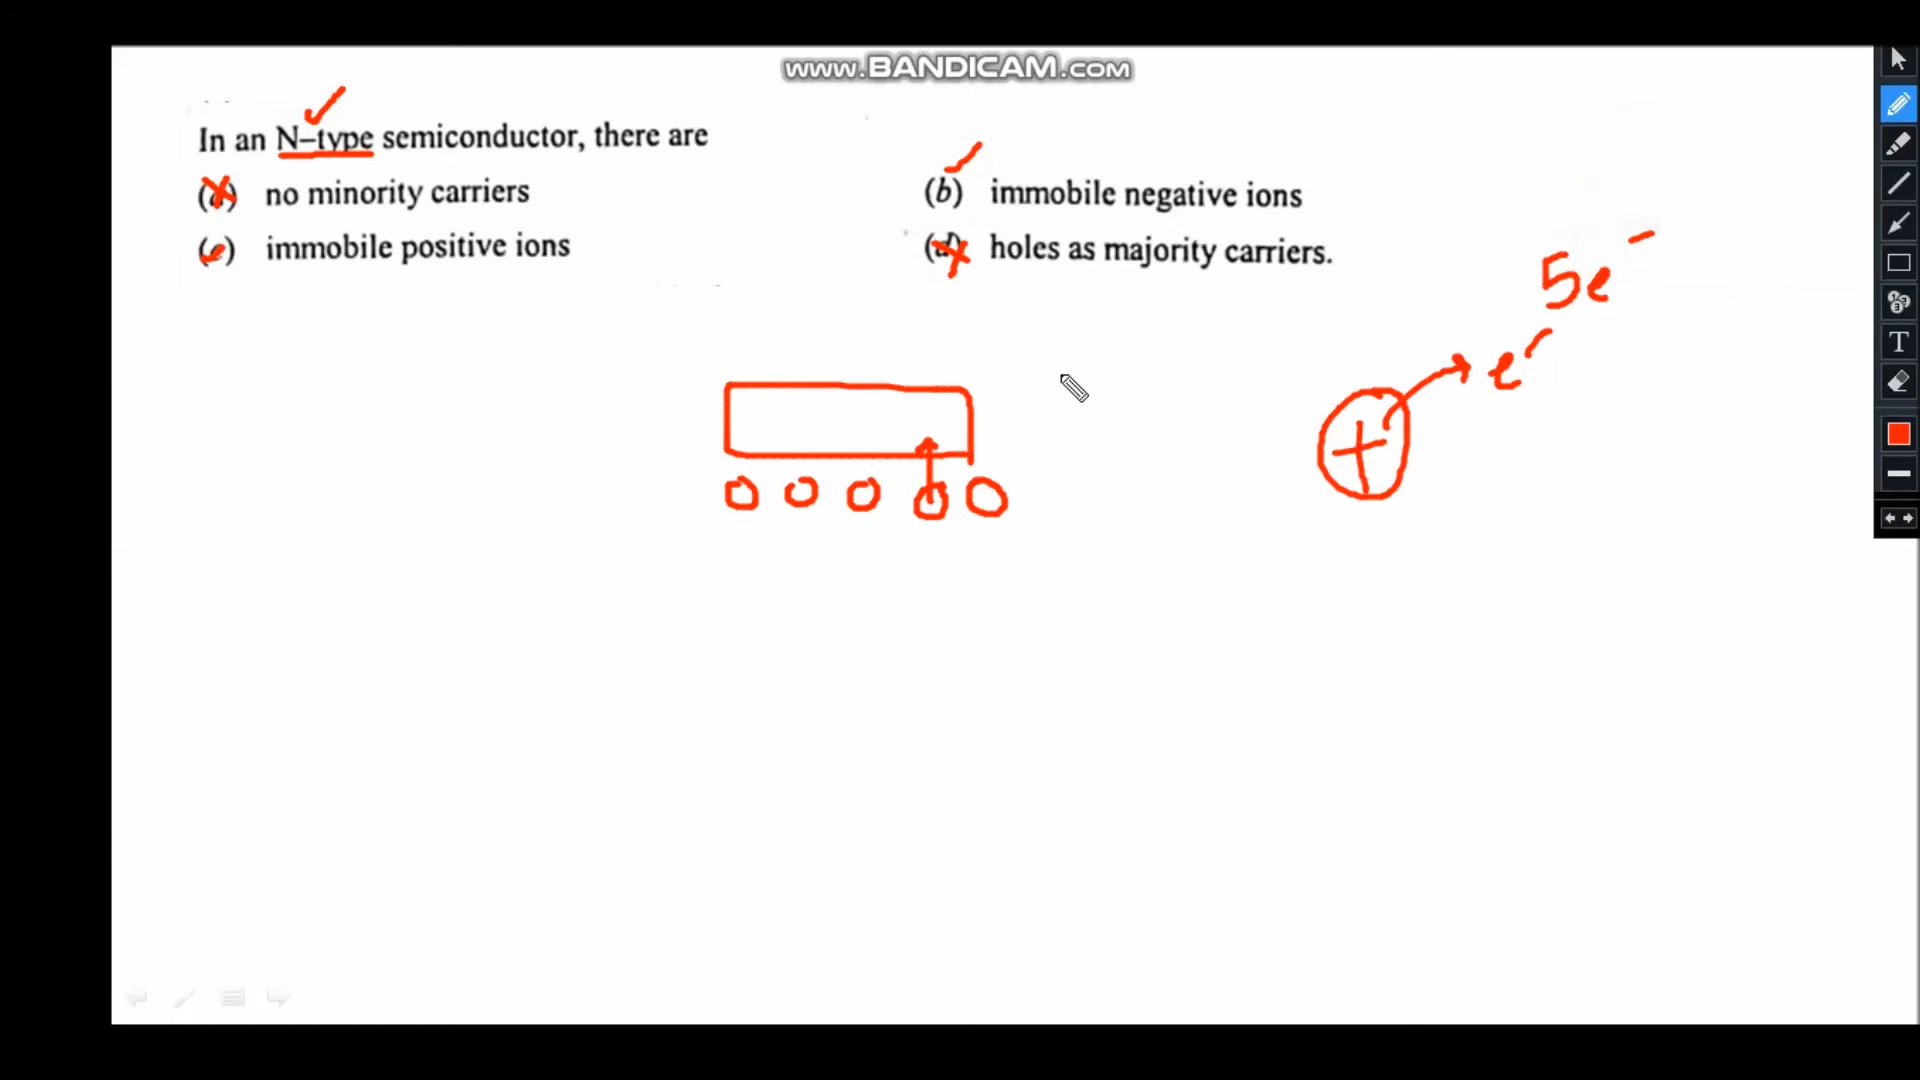 www.BANDICAM.com
In an N-type semiconductor, there are
(a) no minority carriers
(b) immobile negative ions
(c) immobile positive ions
(d) holes as majority carriers.
5e -
+
e -
T